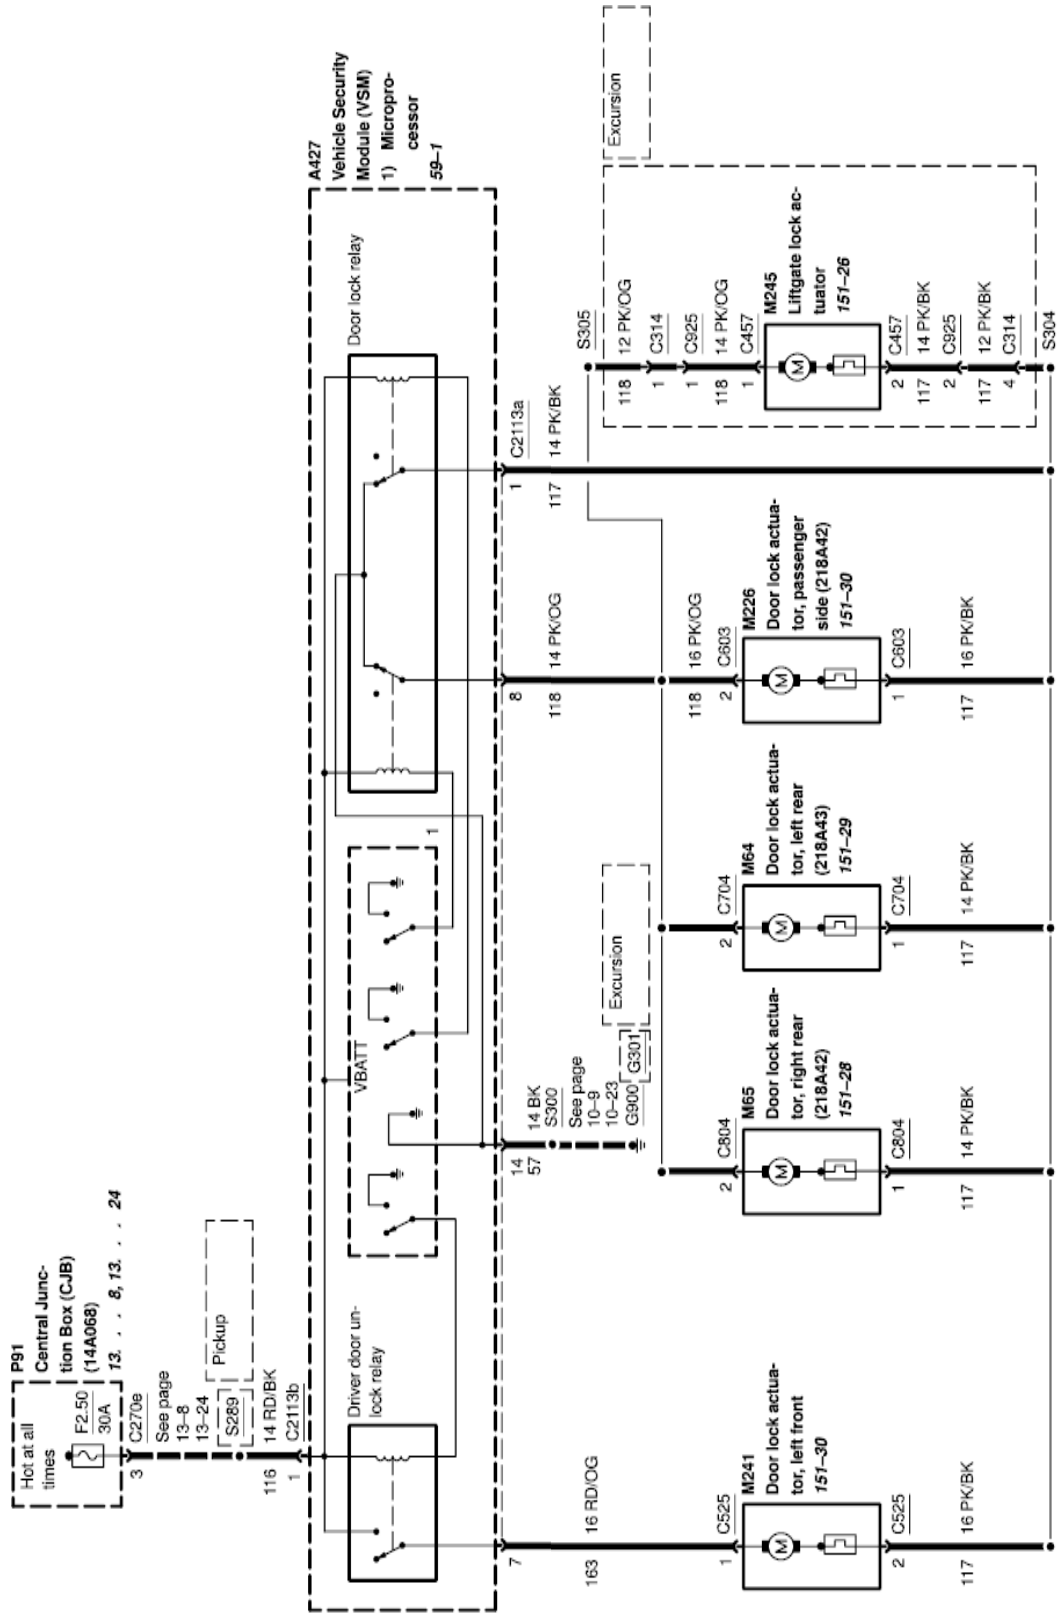 P91
Central Junc-
tion Box (CJB)
(14A068)
13. . . 8,13. . . 24
Hot at all
times
F2.50
30A
3
C270e
See page
13–8
13–24
S289
Pickup
116
14 RD/BK
1
C2113b
A427
Vehicle Security
Module (VSM)
1) Micropro-
cessor
59–1
Driver door un-
lock relay
VBATT
1
Door lock relay
7
163
16 RD/OG
14
57
14 BK
S300
See page
10–9
10–23
G900
G301
Excursion
8
118
14 PK/OG
1
C2113a
117
14 PK/BK
1
C525
M241
Door lock actua-
tor, left front
151–30
M
2
C525
117
16 PK/BK
2
C804
M65
Door lock actua-
tor, right rear
(218A42)
151–28
M
1
C804
117
14 PK/BK
2
C704
M64
Door lock actua-
tor, left rear
(218A43)
151–29
M
1
C704
117
14 PK/BK
118
16 PK/OG
2
C603
M226
Door lock actua-
tor, passenger
side (218A42)
151–30
M
1
C603
117
16 PK/BK
Excursion
S305
118
12 PK/OG
1
C314
1
C925
118
14 PK/OG
1
C457
M245
Liftgate lock ac-
tuator
151–26
M
2
C457
117
14 PK/BK
2
C925
117
12 PK/BK
4
C314
S304